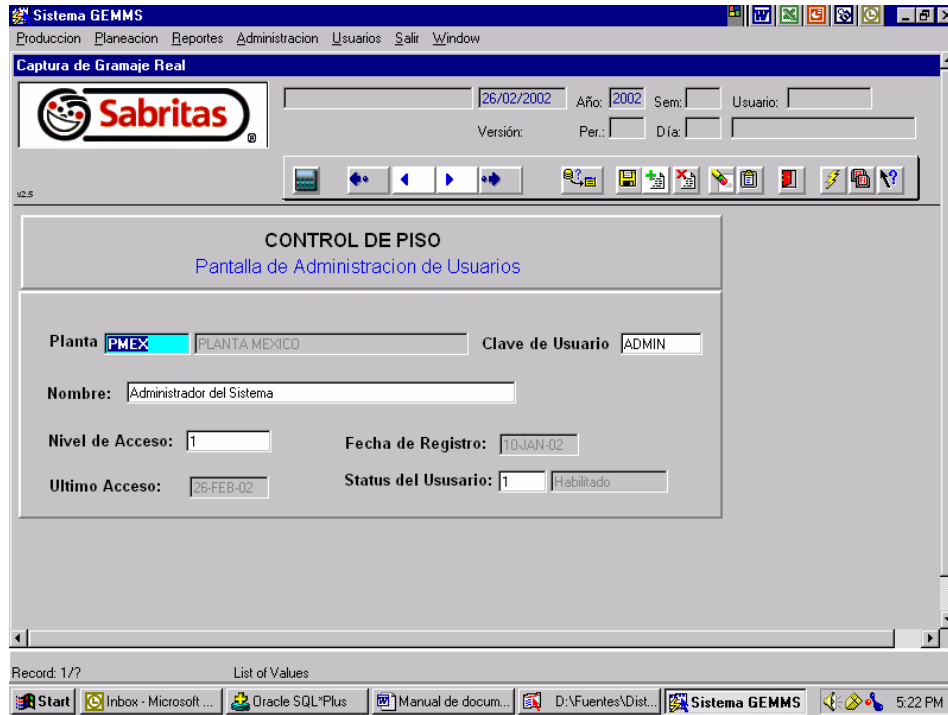 Sistema GEMMS
Produccion Planeacion Reportes Administracion Usuarios Salir Window
Captura de Gramaje Real
Sabritas ®
26/02/2002 Año: 2002 Sem: Usuario:
Versión: Per.: Día:
v2.5
CONTROL DE PISO
Pantalla de Administracion de Usuarios
Planta PMEX PLANTA MEXICO Clave de Usuario ADMIN
Nombre: Administrador del Sistema
Nivel de Acceso: 1 Fecha de Registro: 10-JAN-02
Ultimo Acceso: 26-FEB-02 Status del Ususario: 1 Habilitado
Record: 1/? List of Values
Start Inbox - Microsoft ... Oracle SQL*Plus Manual de docum... D:\Fuentes\Dist... Sistema GEMMS 5:22 PM